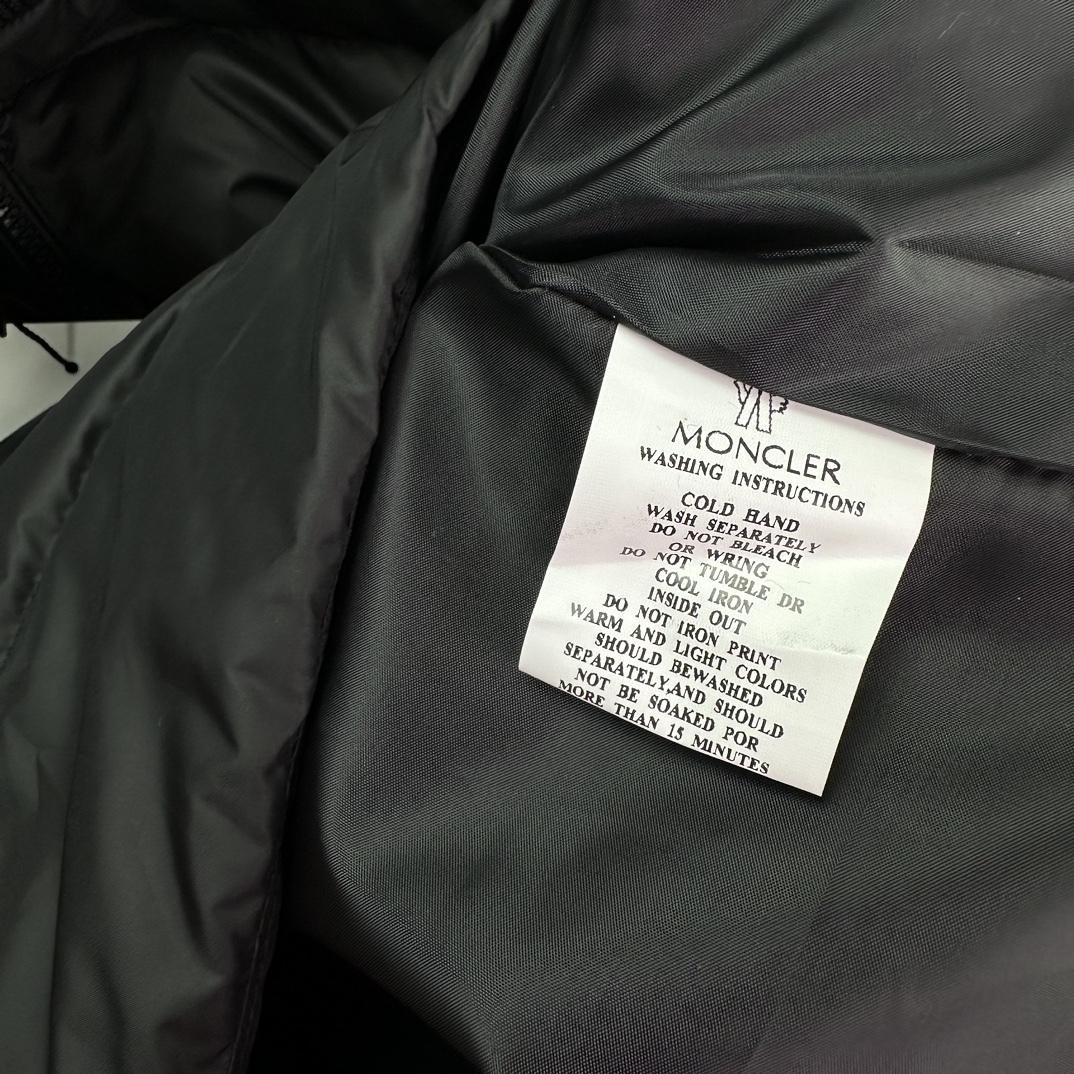 MONCLER
WASHING INSTRUCTIONS
COLD HAND
WASH SEPARATELY
DO NOT BLEACH
OR WRING
DO NOT TUMBLE DR
COOL IRON
INSIDE OUT
DO NOT IRON PRINT
WARM AND LIGHT COLORS
SHOULD BEWASHED
SEPARATELY,AND SHOULD
NOT BE SOAKED POR
MORE THAN 15 MINUTES